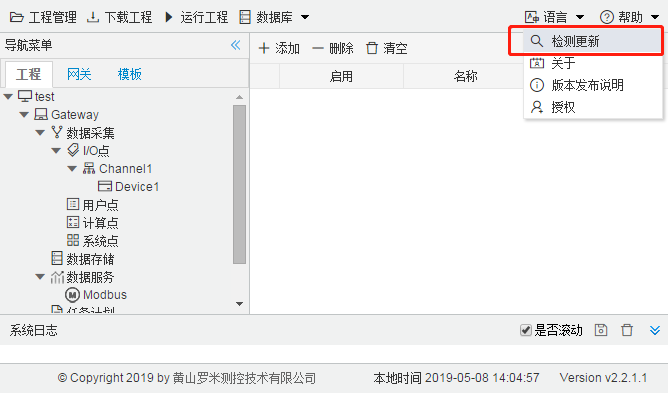 工程管理 下载工程 运行工程 数据库 语言 帮助
导航菜单
添加 删除 清空
检测更新
关于
版本发布说明
授权
工程 网关 模板
启用 名称
test
Gateway
数据采集
I/O点
Channel1
Device1
用户点
计算点
系统点
数据存储
数据服务
Modbus
任务计划
系统日志 是否滚动
© Copyright 2019 by 黄山罗米测控技术有限公司 本地时间 2019-05-08 14:04:57 Version v2.2.1.1